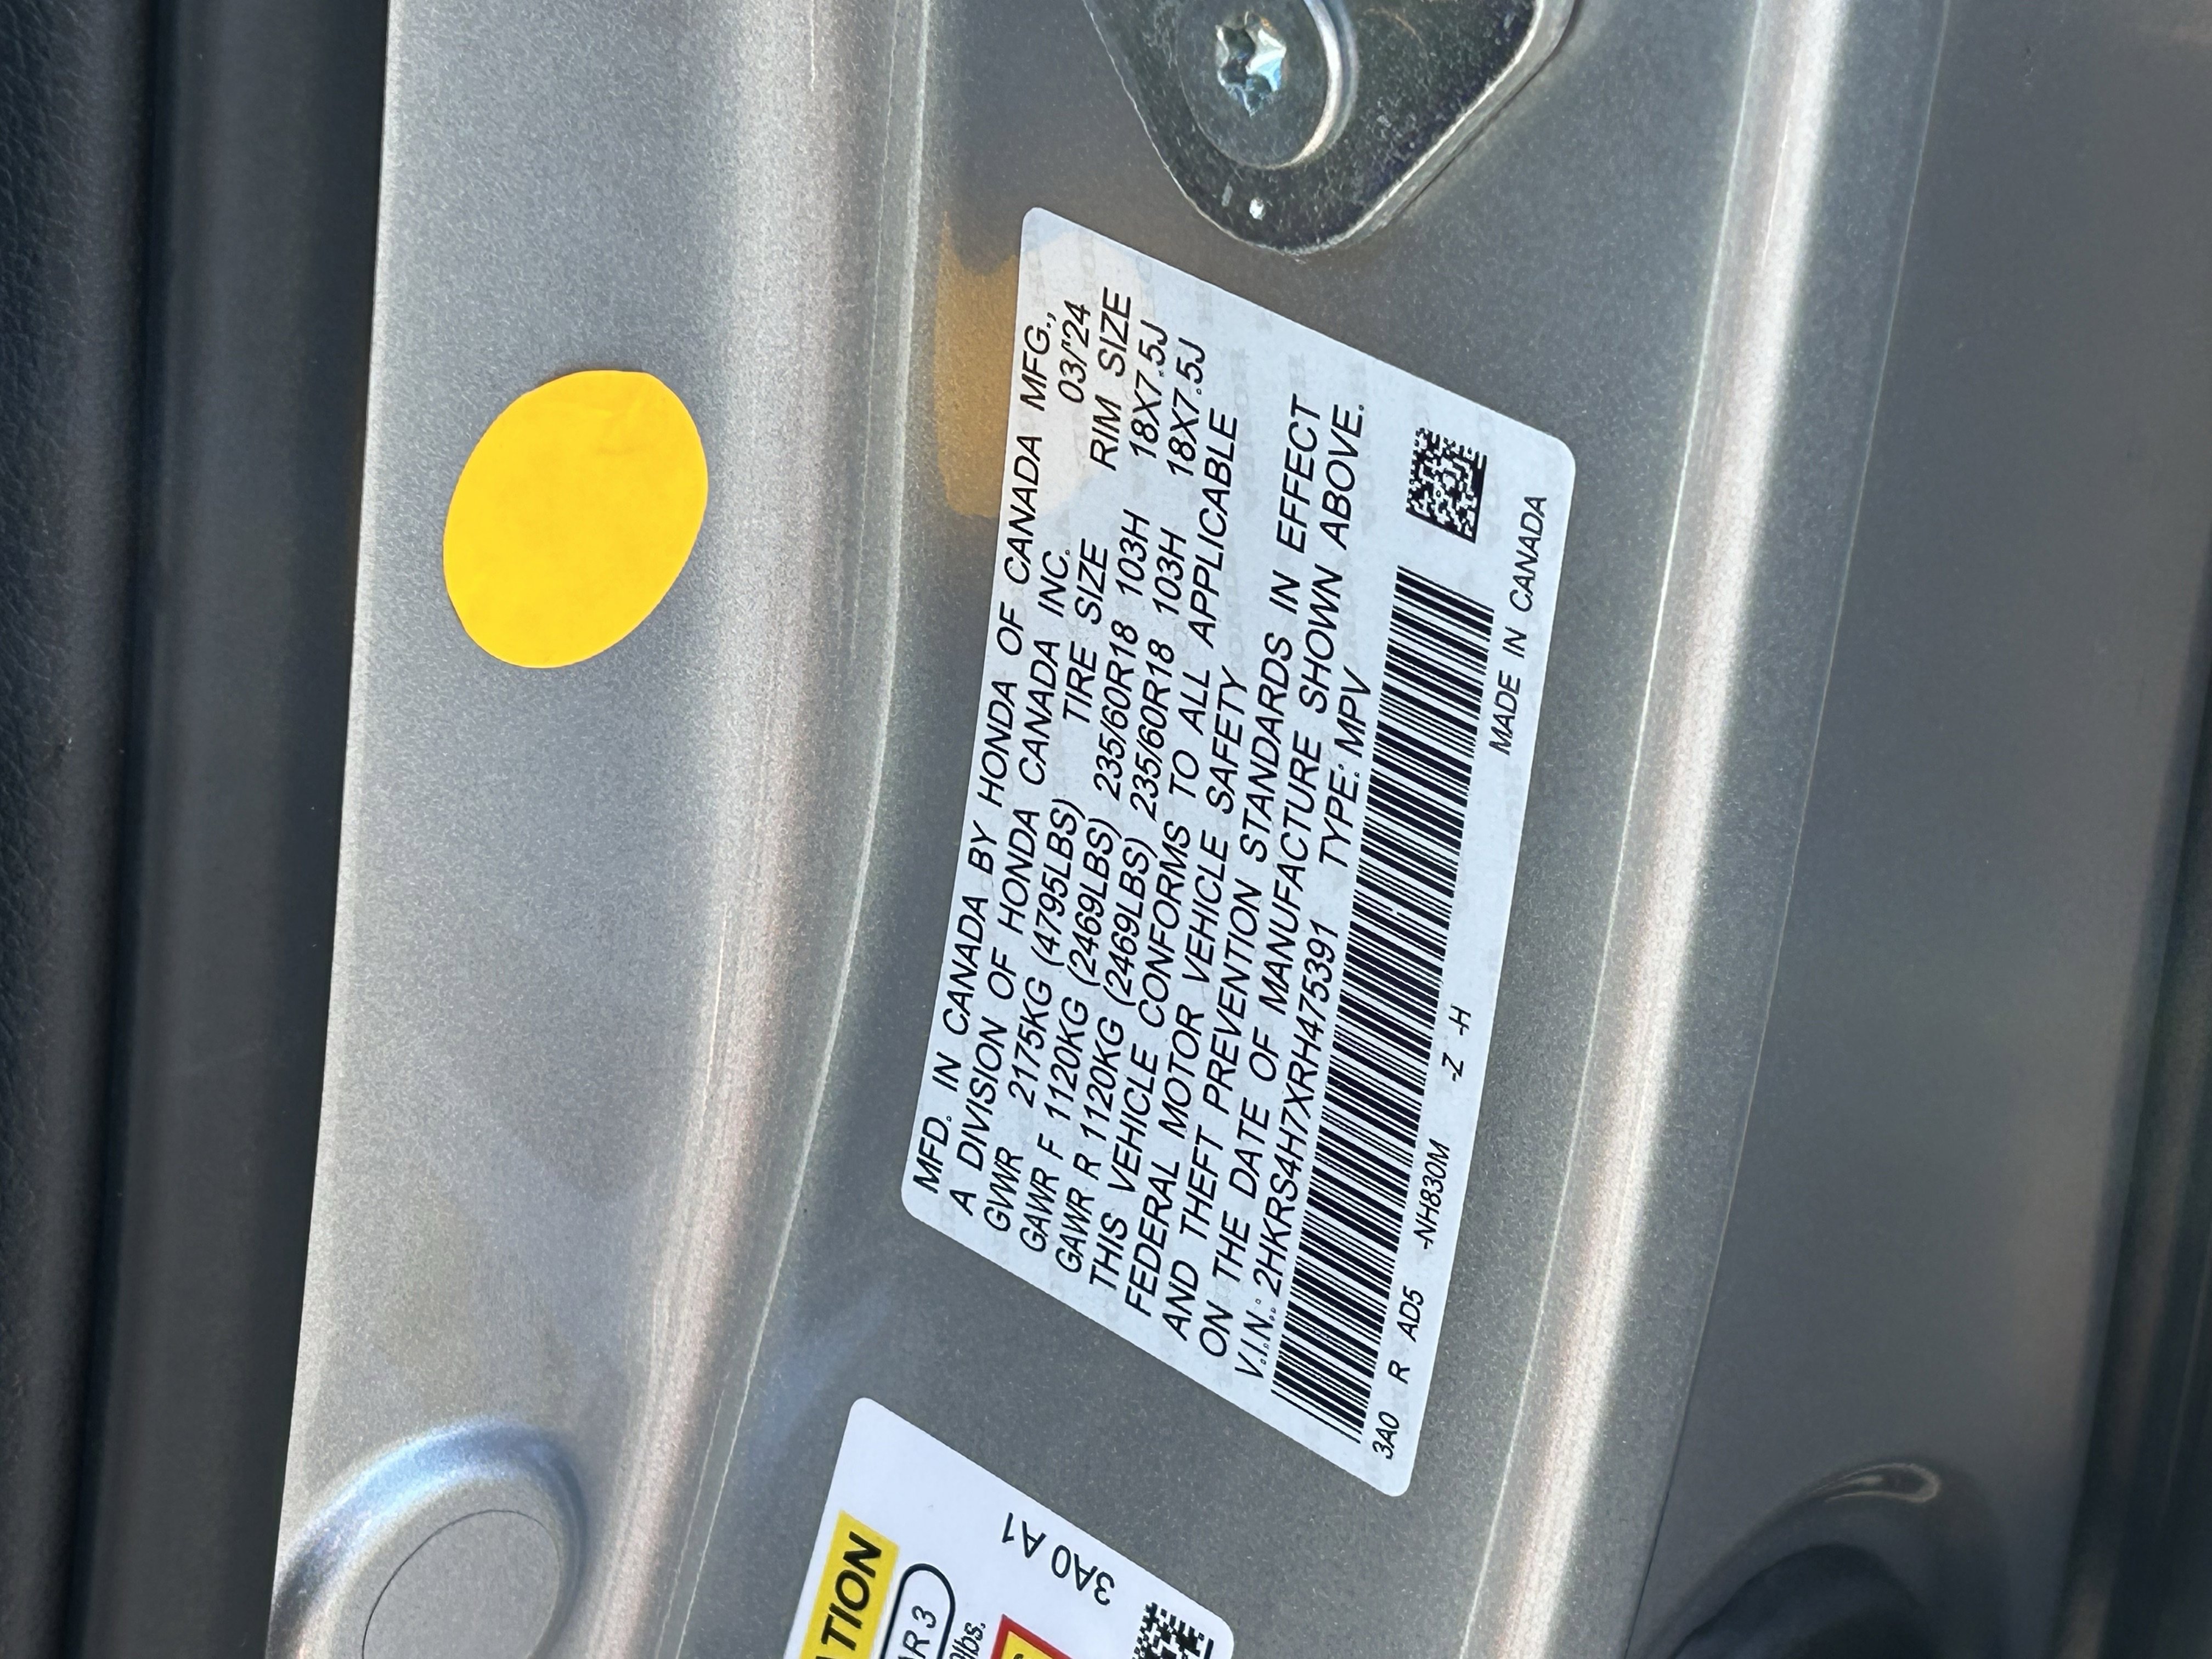 MFD. IN CANADA BY HONDA OF CANADA MFG.,
A DIVISION OF HONDA CANADA INC. 03/'24
GVWR 2175KG (4795LBS) TIRE SIZE RIM SIZE
GAWR F 1120KG (2469LBS) 235/60R18 103H 18X7.5J
GAWR R 1120KG (2469LBS) 235/60R18 103H 18X7.5J
THIS VEHICLE CONFORMS TO ALL APPLICABLE
FEDERAL MOTOR VEHICLE SAFETY
AND THEFT PREVENTION STANDARDS IN EFFECT
ON THE DATE OF MANUFACTURE SHOWN ABOVE.
V.I.N.: 2HKRS4H7XRH475391 TYPE: MPV
3A0 R AD5 -NH830M -Z -H MADE IN CANADA
3A0 A1
lbs.